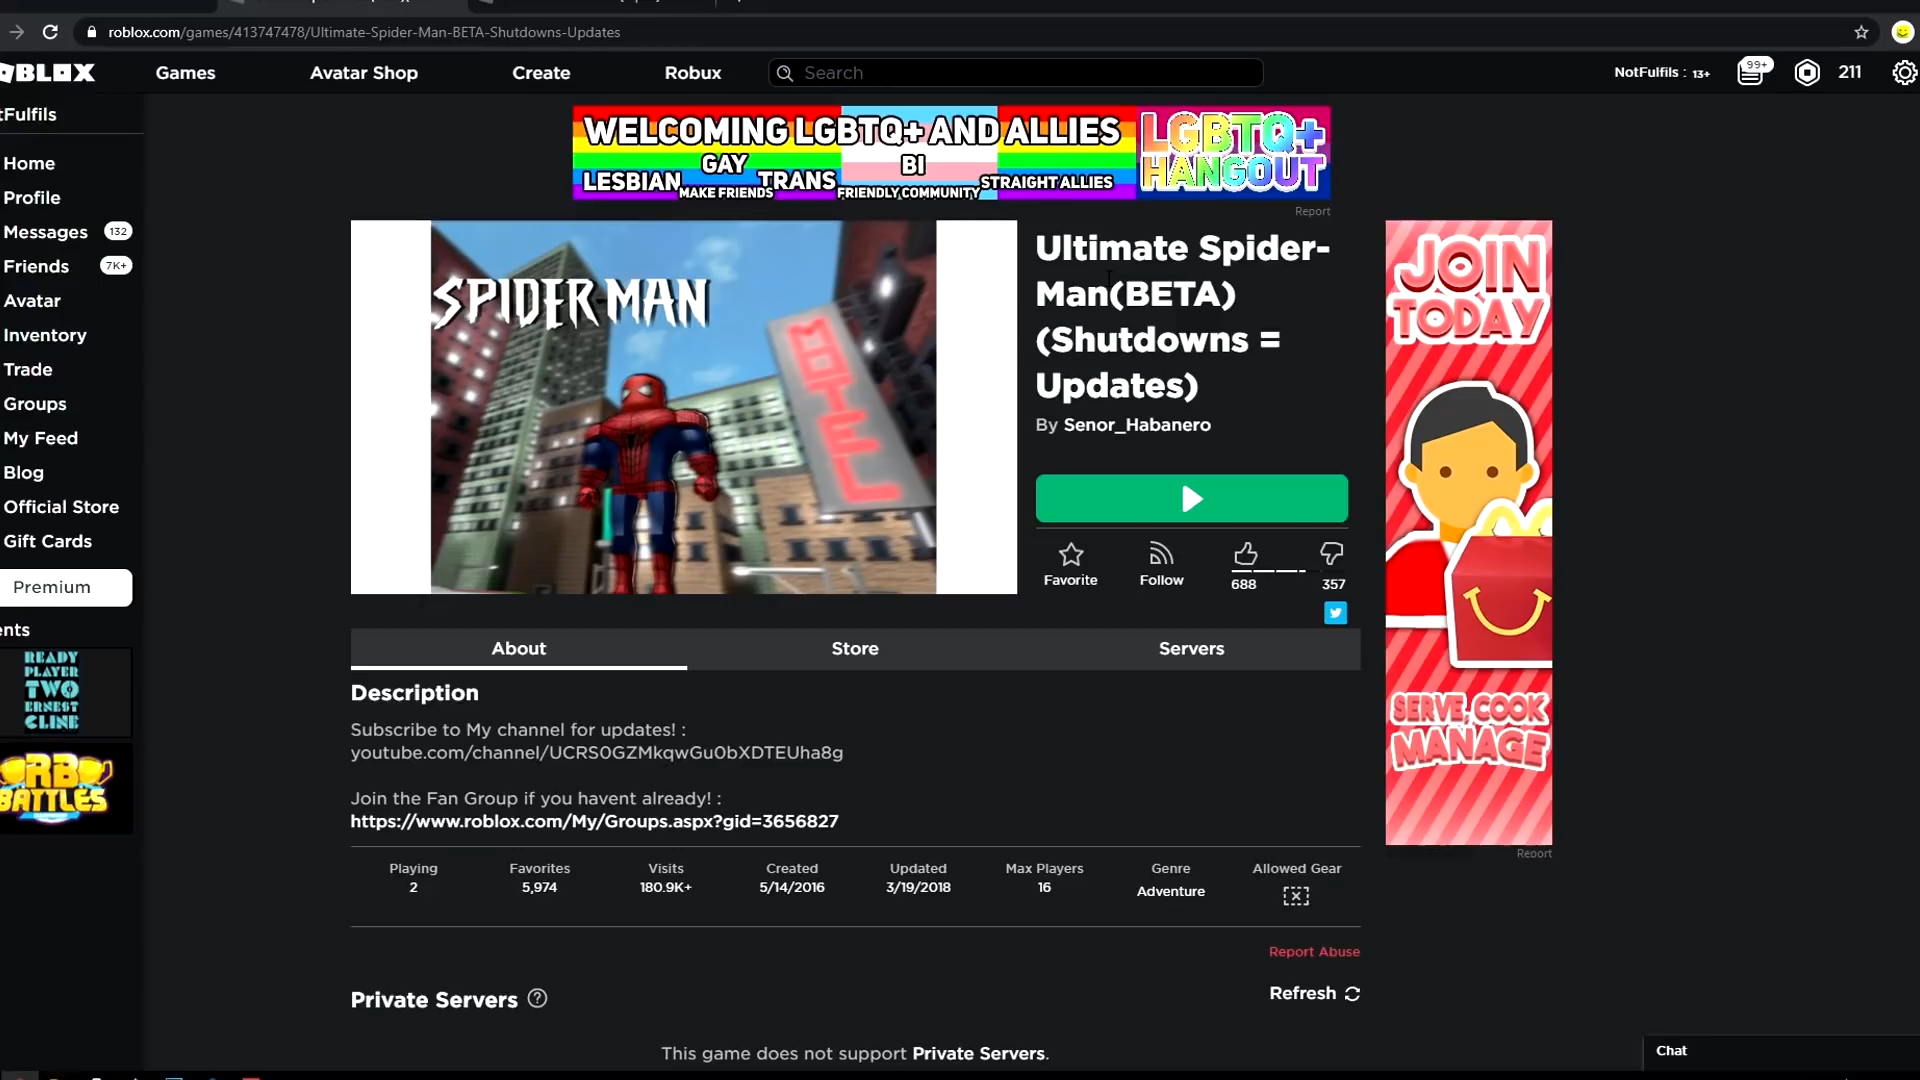 roblox.com/games/413747478/Ultimate-Spider-Man-BETA-Shutdowns-Updates
BLOX
Games
Avatar Shop
Create
Robux
Search
NotFulfils : 13+
99+
211
tFulfils
Home
Profile
Messages 132
Friends 7K+
Avatar
Inventory
Trade
Groups
My Feed
Blog
Official Store
Gift Cards
Premium
ents
READY
PLAYER
TWO
ERNEST
CLINE
RB
BATTLES
WELCOMING LGBTQ+ AND ALLIES
GAY
BI
LESBIAN
TRANS
STRAIGHT ALLIES
MAKE FRIENDS
FRIENDLY COMMUNITY
LGBTQ+
HANGOUT
Report
SPIDER MAN
MOTEL
Ultimate Spider-
Man(BETA)
(Shutdowns =
Updates)
By Senor_Habanero
Favorite
Follow
688
357
JOIN
TODAY
SERVE, COOK
MANAGE
Report
About
Store
Servers
Description
Subscribe to My channel for updates! :
youtube.com/channel/UCRS0GZMkqwGu0bXDTEUha8g
Join the Fan Group if you havent already! :
https://www.roblox.com/My/Groups.aspx?gid=3656827
Playing
2
Favorites
5,974
Visits
180.9K+
Created
5/14/2016
Updated
3/19/2018
Max Players
16
Genre
Adventure
Allowed Gear
Report Abuse
Private Servers
Refresh
This game does not support Private Servers.
Chat